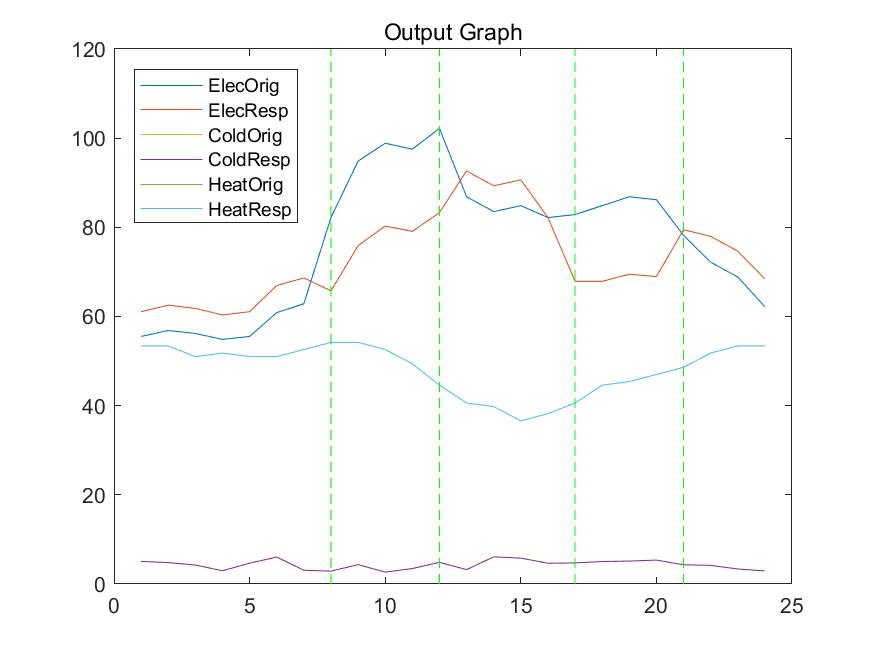 Output Graph
120
100
80
60
40
20
0
ElecOrig
ElecResp
ColdOrig
ColdResp
HeatOrig
HeatResp
0 5 10 15 20 25